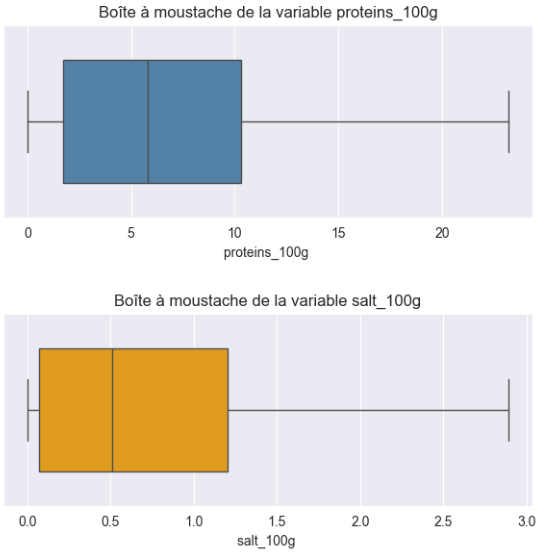 Boîte à moustache de la variable proteins_100g
0 5 10 15 20
proteins_100g
Boîte à moustache de la variable salt_100g
0.0 0.5 1.0 1.5 2.0 2.5 3.0
salt_100g